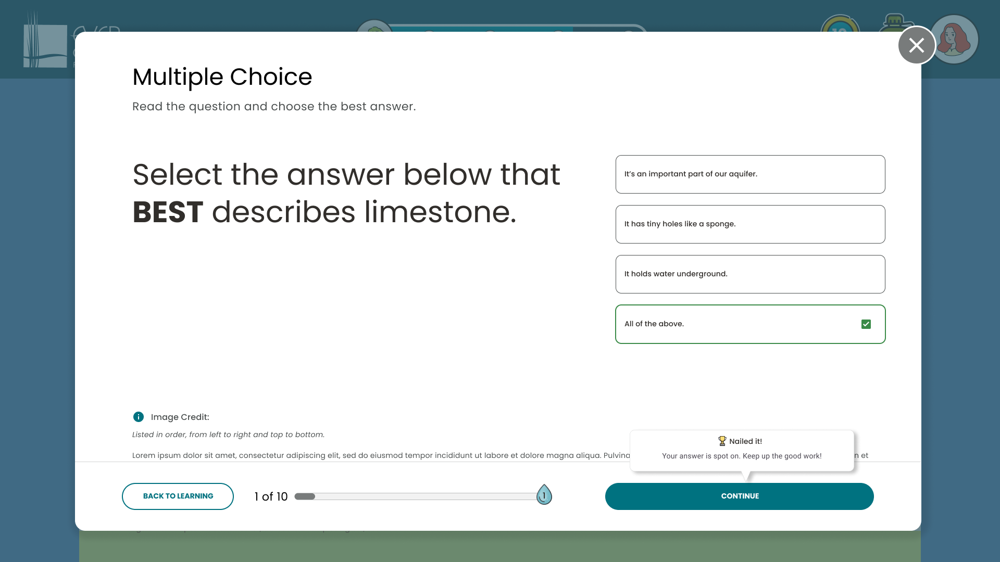 Multiple Choice
Read the question and choose the best answer.
Select the answer below that
BEST describes limestone.
It's an important part of our aquifer.
It has tiny holes like a sponge.
It holds water underground.
All of the above.
Image Credit:
Listed in order, from left to right and top to bottom.
Lorem ipsum dolor sit amet, consectetur adipiscing elit, sed do eiusmod tempor incididunt ut labore et dolore magna aliqua. et
Nailed it!
Your answer is spot on. Keep up the good work!
BACK TO LEARNING
1 of 10
1
CONTINUE